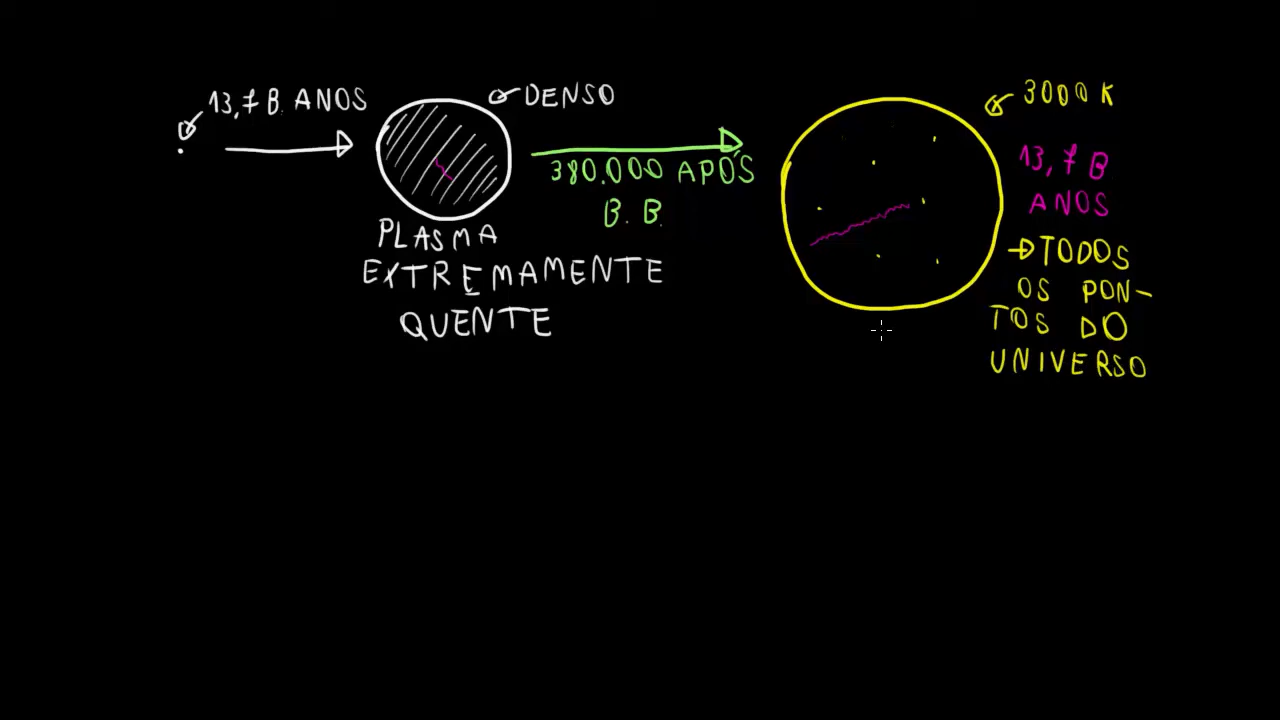 13,7 B. ANOS
DENSO
PLASMA
EXTREMAMENTE
QUENTE
380.000 APÓS
B. B.
3000 K
13,7 B
ANOS
→ TODOS
OS PON-
TOS DO
UNIVERSO